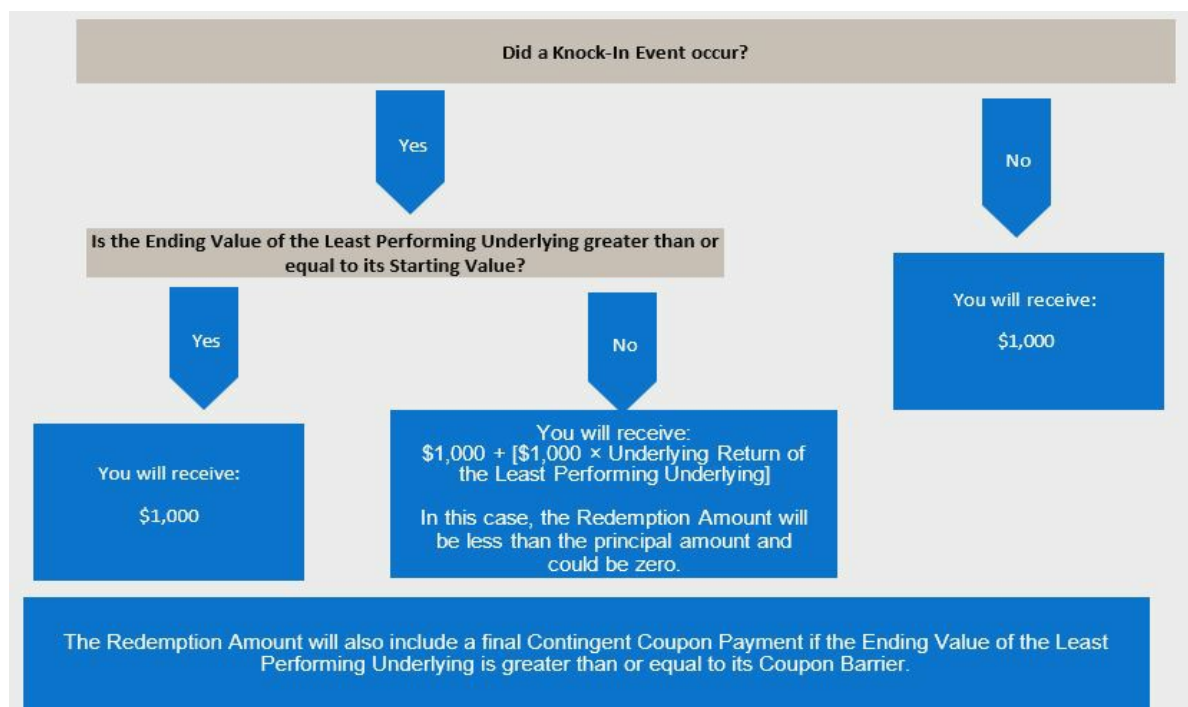 Did a Knock-In Event occur?
Yes
No
Is the Ending Value of the Least Performing Underlying greater than or
equal to its Starting Value?
You will receive:
$1,000
Yes
No
You will receive:
$1,000
You will receive:
$1,000 + [$1,000 × Underlying Return of
the Least Performing Underlying]
In this case, the Redemption Amount will
be less than the principal amount and
could be zero.
The Redemption Amount will also include a final Contingent Coupon Payment if the Ending Value of the Least
Performing Underlying is greater than or equal to its Coupon Barrier.